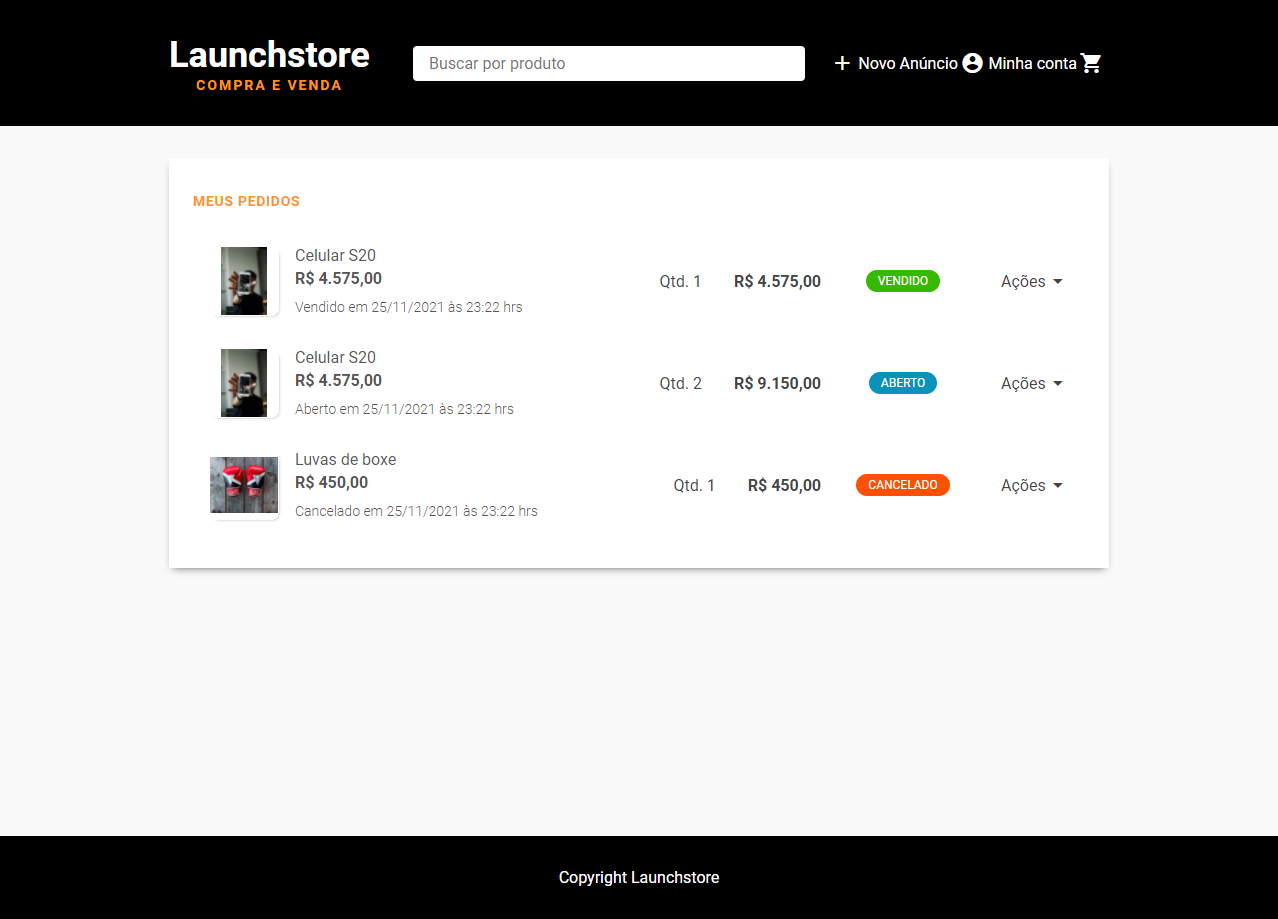 Launchstore
COMPRA E VENDA
Buscar por produto
Novo Anúncio
Minha conta
MEUS PEDIDOS
Celular S20
R$ 4.575,00
Vendido em 25/11/2021 às 23:22 hrs
Qtd. 1
R$ 4.575,00
VENDIDO
Ações
Celular S20
R$ 4.575,00
Aberto em 25/11/2021 às 23:22 hrs
Qtd. 2
R$ 9.150,00
ABERTO
Ações
Luvas de boxe
R$ 450,00
Cancelado em 25/11/2021 às 23:22 hrs
Qtd. 1
R$ 450,00
CANCELADO
Ações
Copyright Launchstore